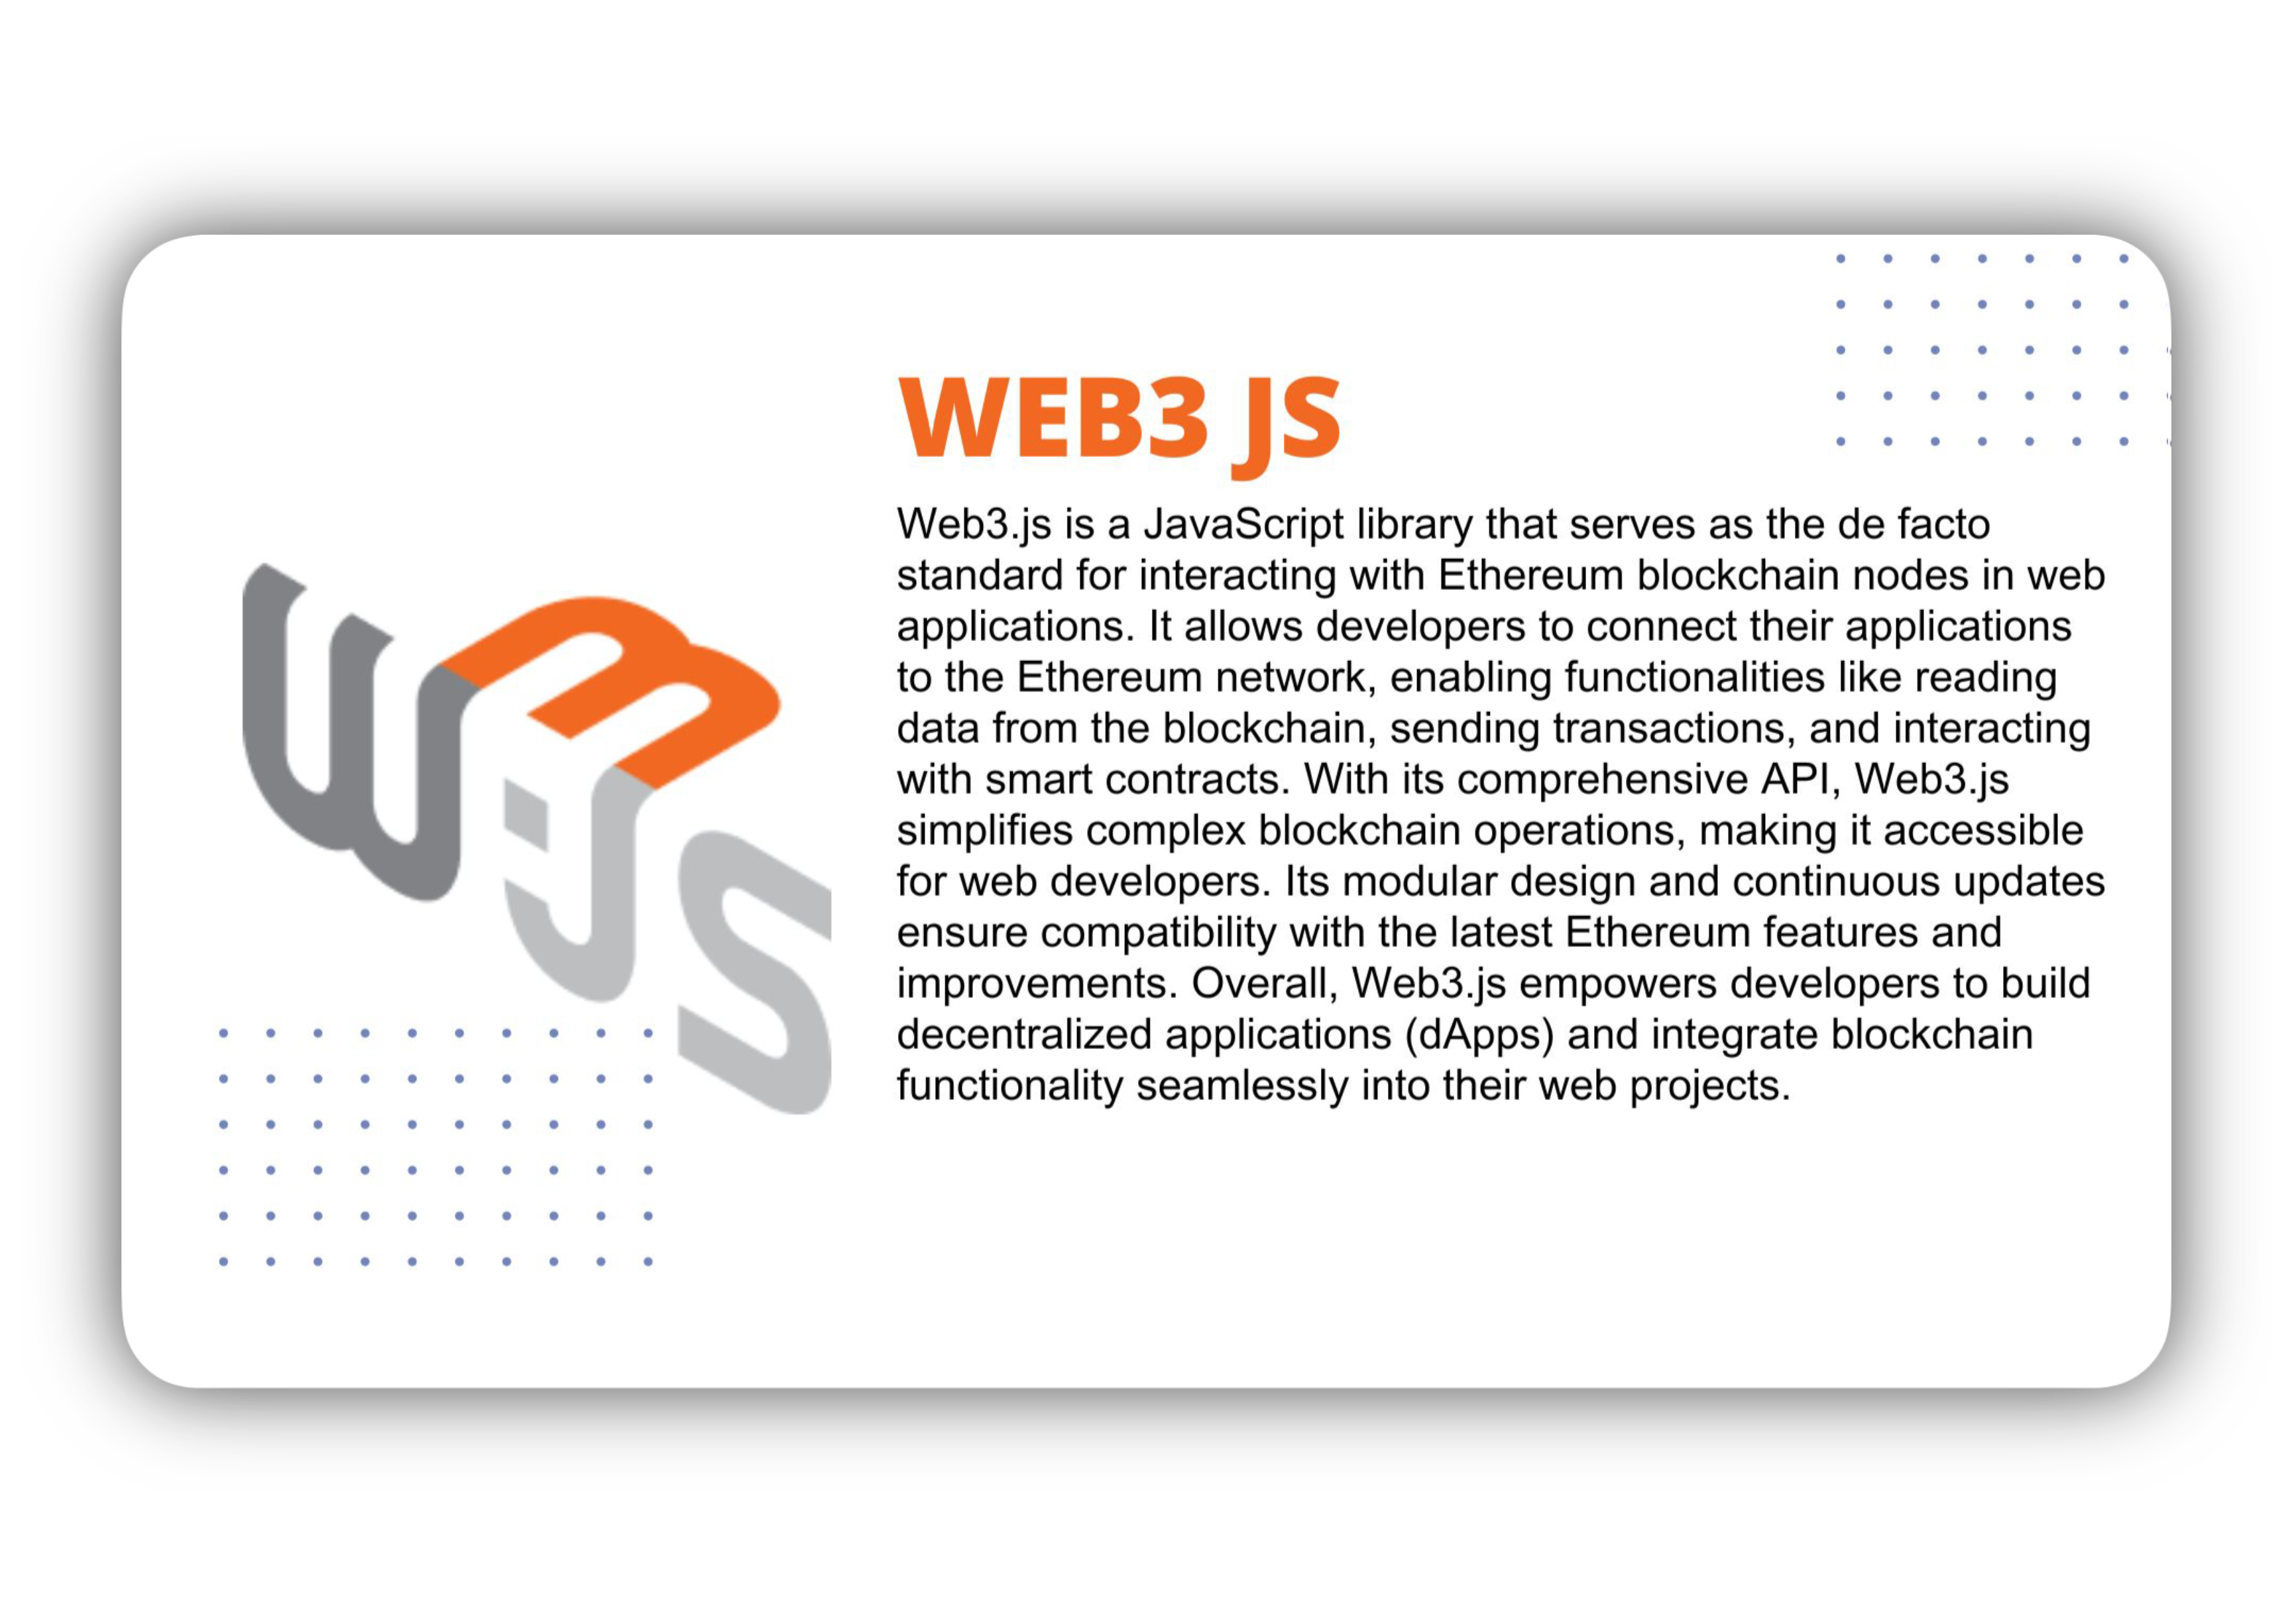 WEB3 JS
Web3.js is a JavaScript library that serves as the de facto
standard for interacting with Ethereum blockchain nodes in web
applications. It allows developers to connect their applications
to the Ethereum network, enabling functionalities like reading
data from the blockchain, sending transactions, and interacting
with smart contracts. With its comprehensive API, Web3.js
simplifies complex blockchain operations, making it accessible
for web developers. Its modular design and continuous updates
ensure compatibility with the latest Ethereum features and
improvements. Overall, Web3.js empowers developers to build
decentralized applications (dApps) and integrate blockchain
functionality seamlessly into their web projects.
W3
JS